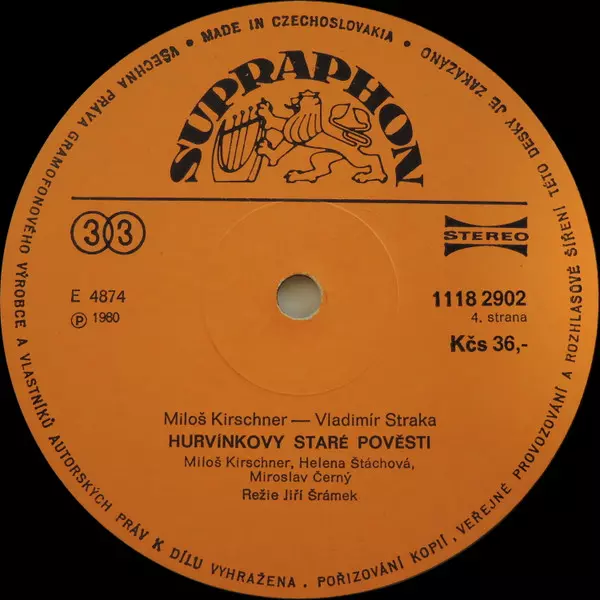 • MADE IN CZECHOSLOVAKIA •
VŠECHNA PRÁVA GRAMOFONOVÉHO VÝROBCE A VLASTNÍKŮ AUTORSKÝCH PRÁV K DÍLU VYHRAŽENA. POŘIZOVÁNÍ KOPIÍ, VEŘEJNÉ PROVOZOVÁNÍ A ROZHLASOVÉ ŠÍŘENÍ TÉTO DESKY JE ZAKÁZÁNO
SUPRAPHON
33
STEREO
E 4874
Ⓟ 1980
1118 2902
4. strana
Kčs 36,-
Miloš Kirschner — Vladimír Straka
HURVÍNKOVY STARÉ POVĚSTI
Miloš Kirschner, Helena Štáchová,
Miroslav Černý
Režie Jiří Šrámek